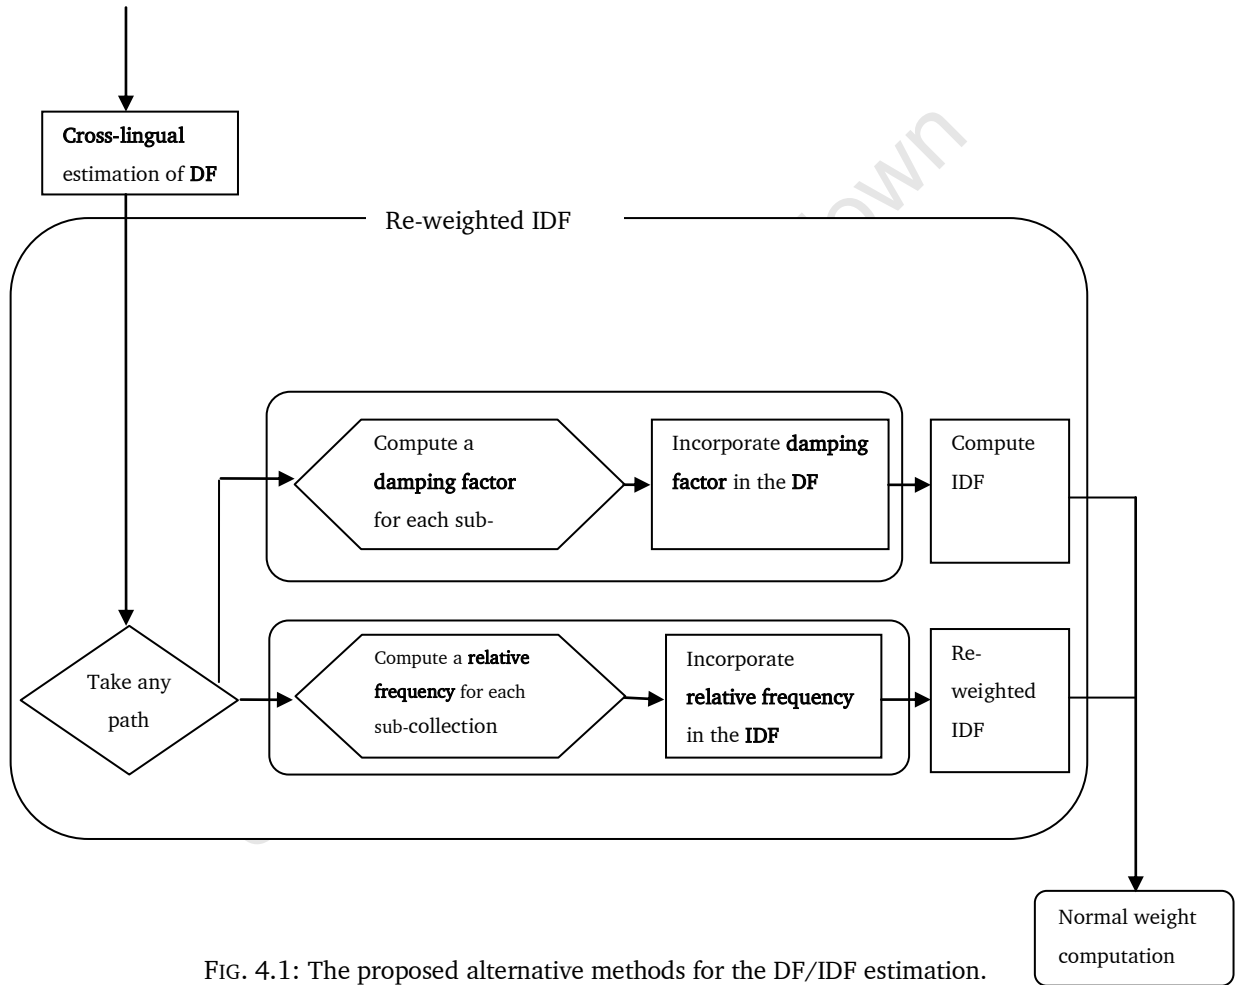 Cross-lingual
estimation of DF
Re-weighted IDF
Compute a
damping factor
for each sub-
Incorporate damping
factor in the DF
Compute
IDF
Take any
path
Compute a relative
frequency for each
sub-collection
Incorporate
relative frequency
in the IDF
Re-
weighted
IDF
Normal weight
computation
FIG. 4.1: The proposed alternative methods for the DF/IDF estimation.